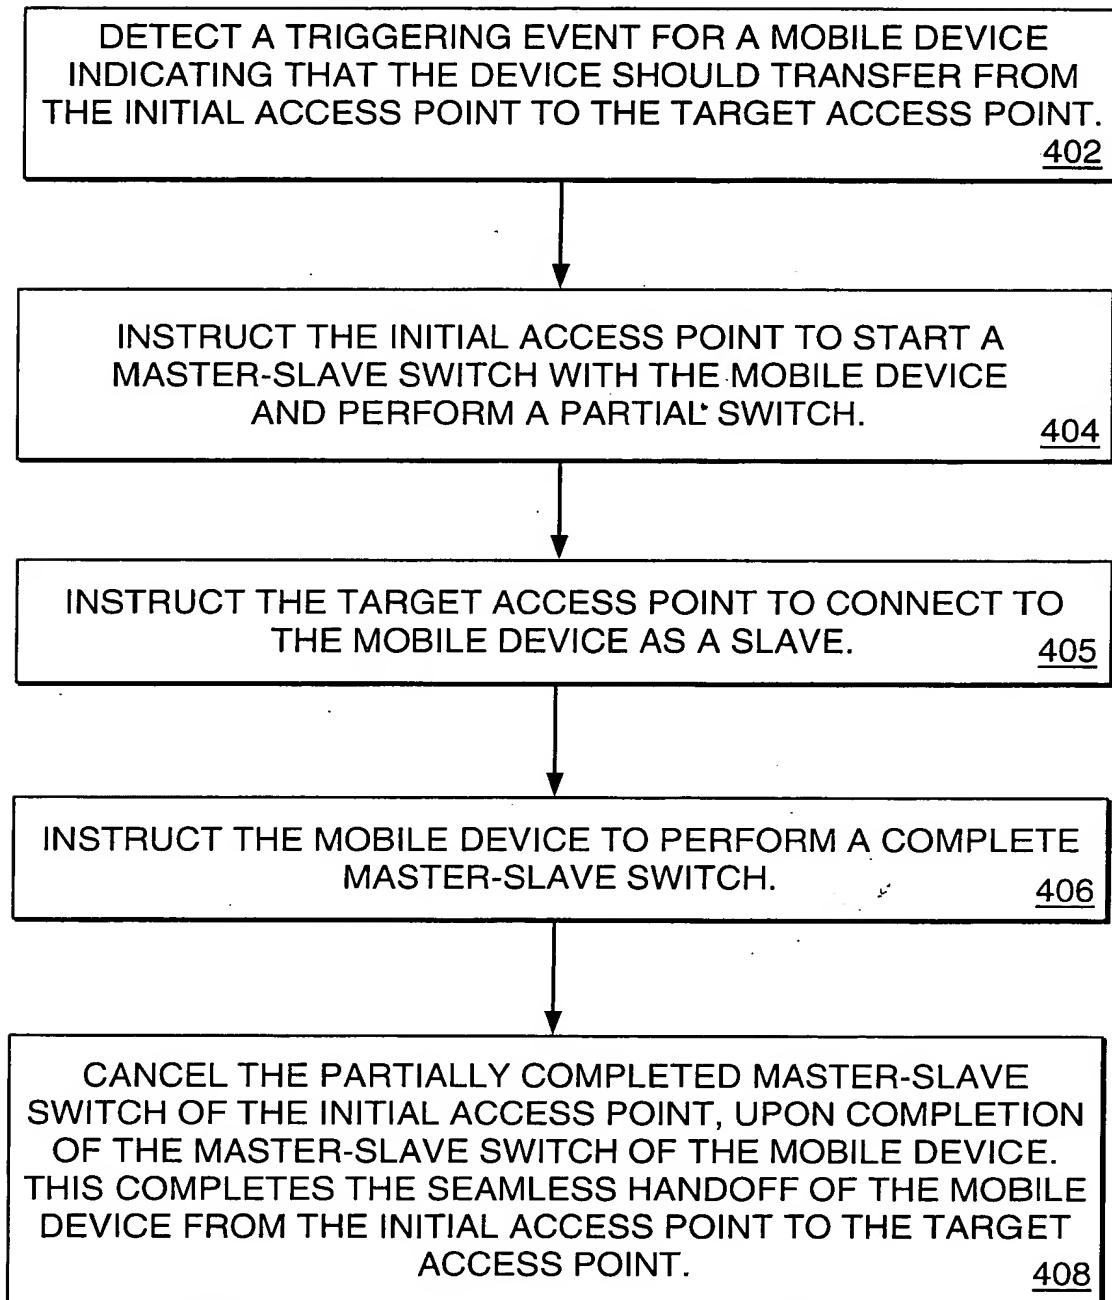 DETECT A TRIGGERING EVENT FOR A MOBILE DEVICE
INDICATING THAT THE DEVICE SHOULD TRANSFER FROM
THE INITIAL ACCESS POINT TO THE TARGET ACCESS POINT.
402
INSTRUCT THE INITIAL ACCESS POINT TO START A
MASTER-SLAVE SWITCH WITH THE MOBILE DEVICE
AND PERFORM A PARTIAL SWITCH.
404
INSTRUCT THE TARGET ACCESS POINT TO CONNECT TO
THE MOBILE DEVICE AS A SLAVE.
405
INSTRUCT THE MOBILE DEVICE TO PERFORM A COMPLETE
MASTER-SLAVE SWITCH.
406
CANCEL THE PARTIALLY COMPLETED MASTER-SLAVE
SWITCH OF THE INITIAL ACCESS POINT, UPON COMPLETION
OF THE MASTER-SLAVE SWITCH OF THE MOBILE DEVICE.
THIS COMPLETES THE SEAMLESS HANDOFF OF THE MOBILE
DEVICE FROM THE INITIAL ACCESS POINT TO THE TARGET
ACCESS POINT.
408